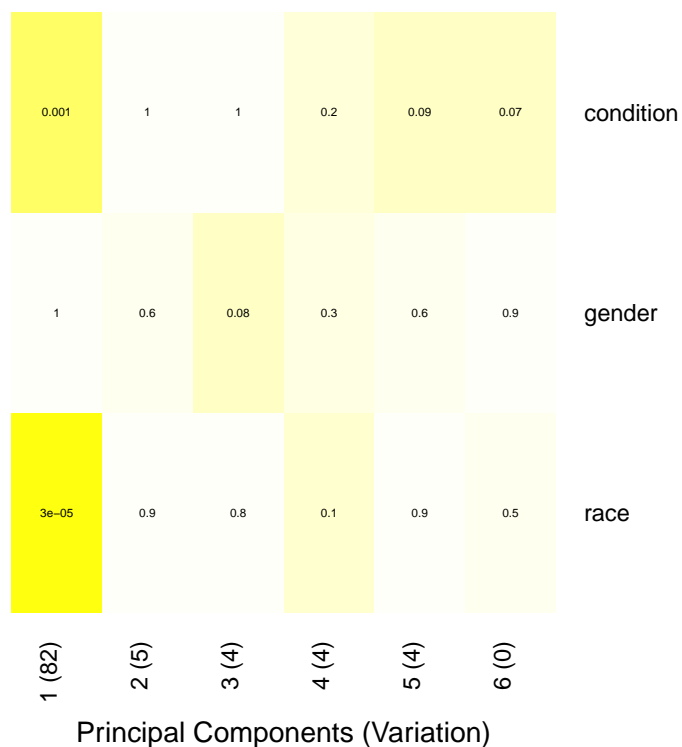 0.001 1 1 0.2 0.09 0.07 condition
1 0.6 0.08 0.3 0.6 0.9 gender
3e−05 0.9 0.8 0.1 0.9 0.5 race
1 (82) 2 (5) 3 (4) 4 (4) 5 (4) 6 (0)
Principal Components (Variation)